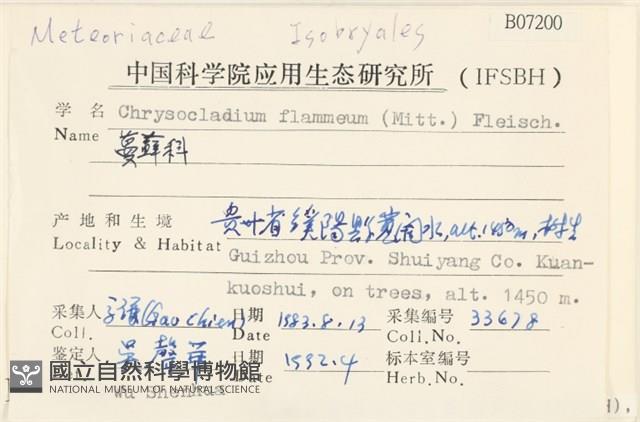 B07200
Meteoriaceae Isobryales
中国科学院应用生态研究所 (IFSBH)
学名 Chrysocladium flammeum (Mitt.) Fleisch.
Name 蔓藓科
产地和生境 贵州省绥阳县宽阔水, alt. 1450m, 树生
Locality & Habitat Guizhou Prov. Shuiyang Co. Kuan-
kuoshui, on trees, alt. 1450 m.
采集人 (Gao Chien) 日期 1983.8.13 采集编号 33678
Coll. Date Coll.No.
鉴定人 日期 1992.4 标本室编号
Date Herb.No.
國立自然科學博物館
NATIONAL MUSEUM OF NATURAL SCIENCE